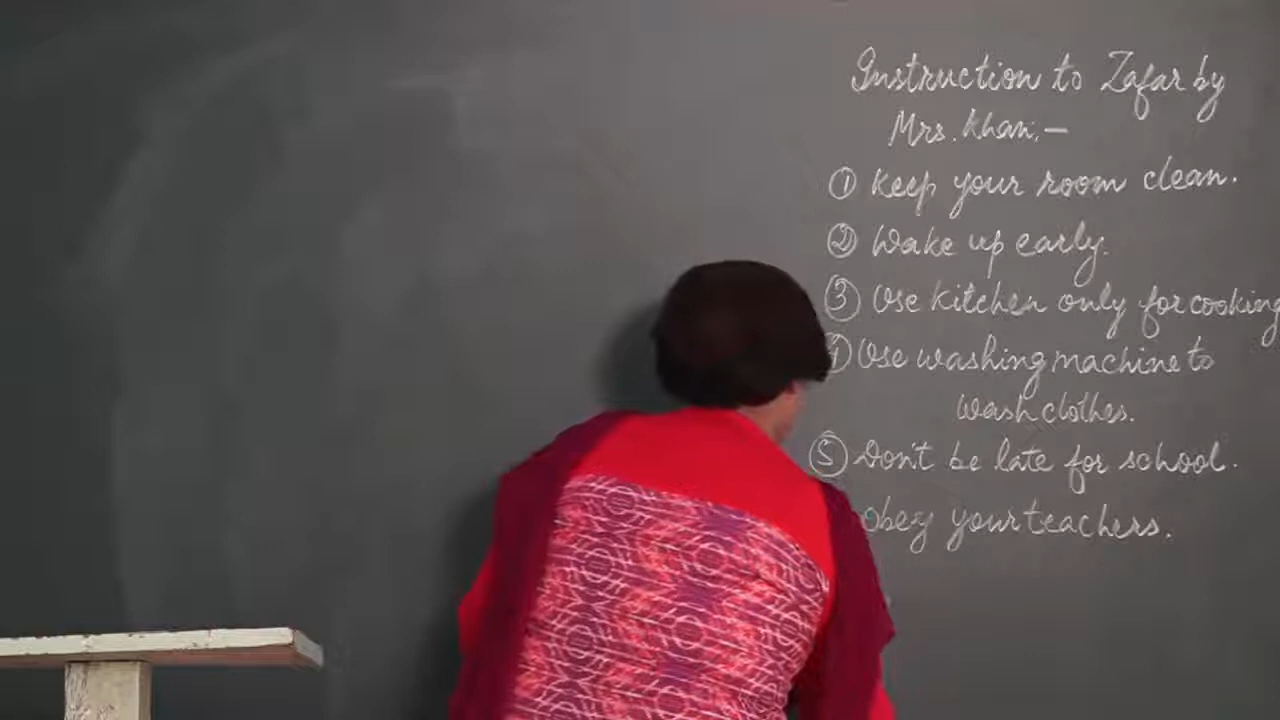 Instruction to Zafar by
Mrs. Khan:-
① Keep your room clean.
② Wake up early.
③ Use kitchen only for cooking
Use washing machine to
wash clothes.
⑤ Don't be late for school.
obey your teachers.